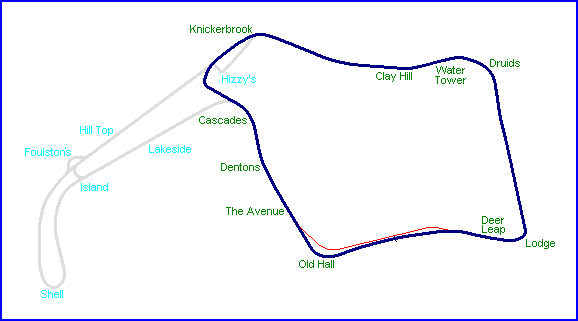 Knickerbrook
Hizzy's
Clay Hill
Water
Tower
Druids
Cascades
Hill Top
Lakeside
Foulston's
Island
Dentons
The Avenue
Deer
Leap
Lodge
Old Hall
Shell